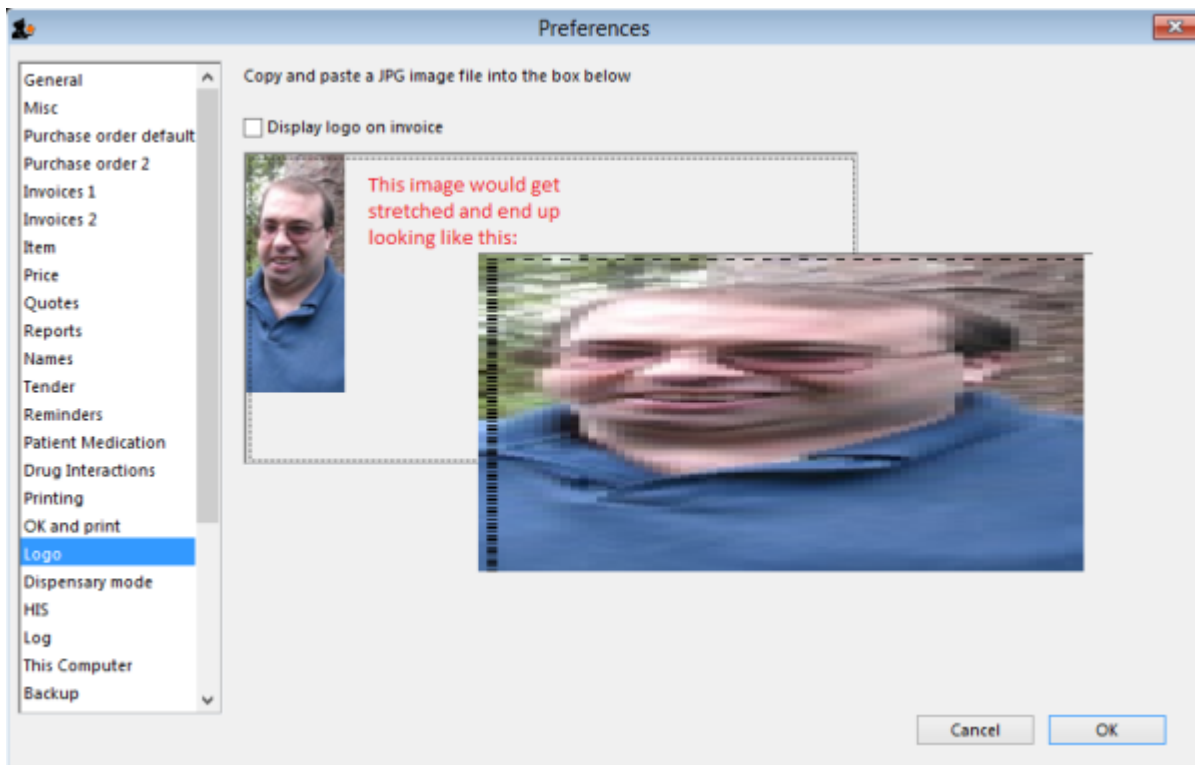 Preferences
General
Misc
Purchase order default
Purchase order 2
Invoices 1
Invoices 2
Item
Price
Quotes
Reports
Names
Tender
Reminders
Patient Medication
Drug Interactions
Printing
OK and print
Logo
Dispensary mode
HIS
Log
This Computer
Backup
Copy and paste a JPG image file into the box below
Display logo on invoice
This image would get
stretched and end up
looking like this:
Cancel
OK